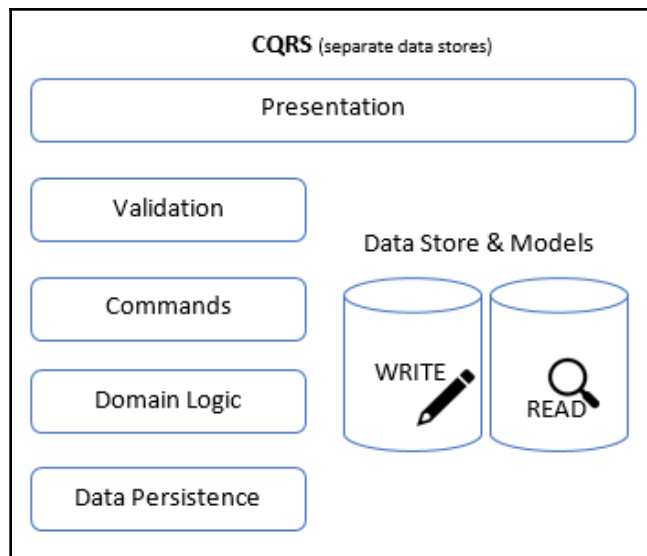 CQRS (separate data stores)
Presentation
Validation
Data Store & Models
Commands
WRITE
READ
Domain Logic
Data Persistence